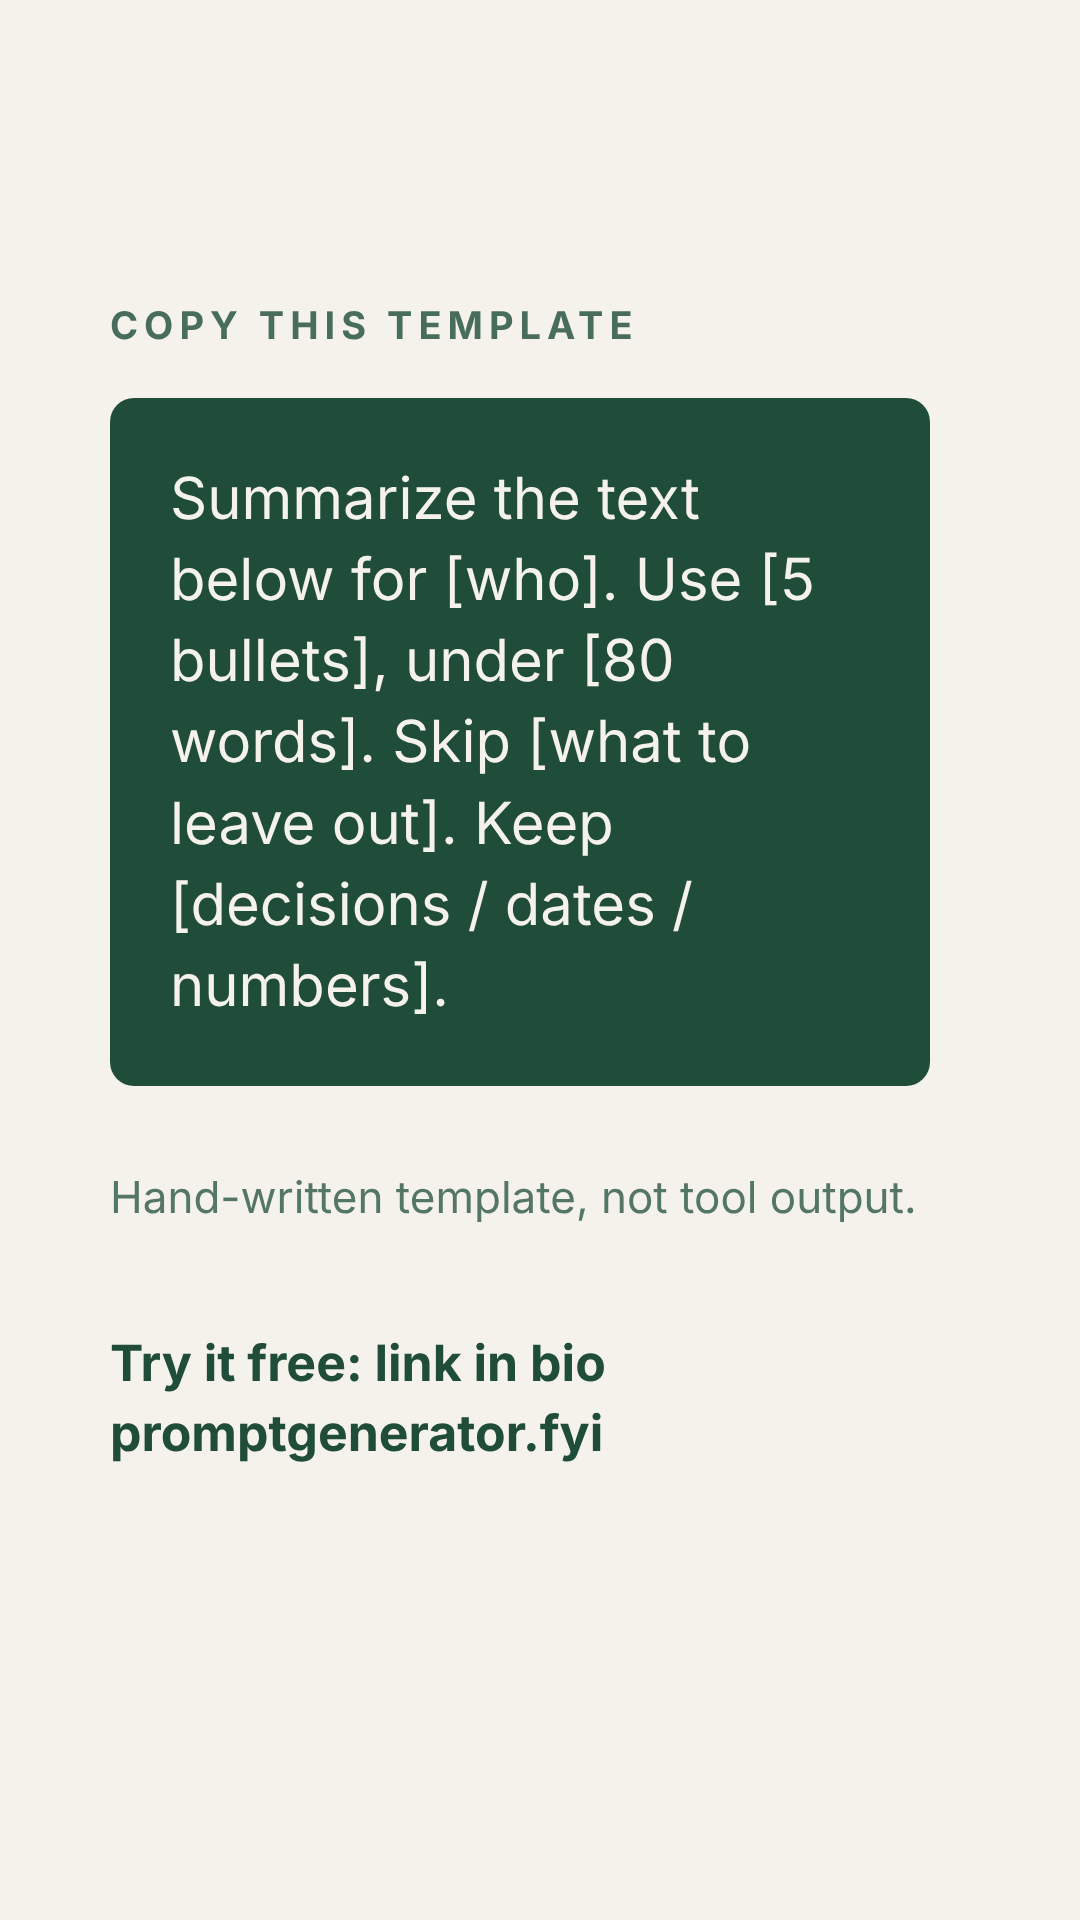 COPY THIS TEMPLATE
Summarize the text
below for [who]. Use [5
bullets], under [80
words]. Skip [what to
leave out]. Keep
[decisions / dates /
numbers].
Hand-written template, not tool output.
Try it free: link in bio
promptgenerator.fyi